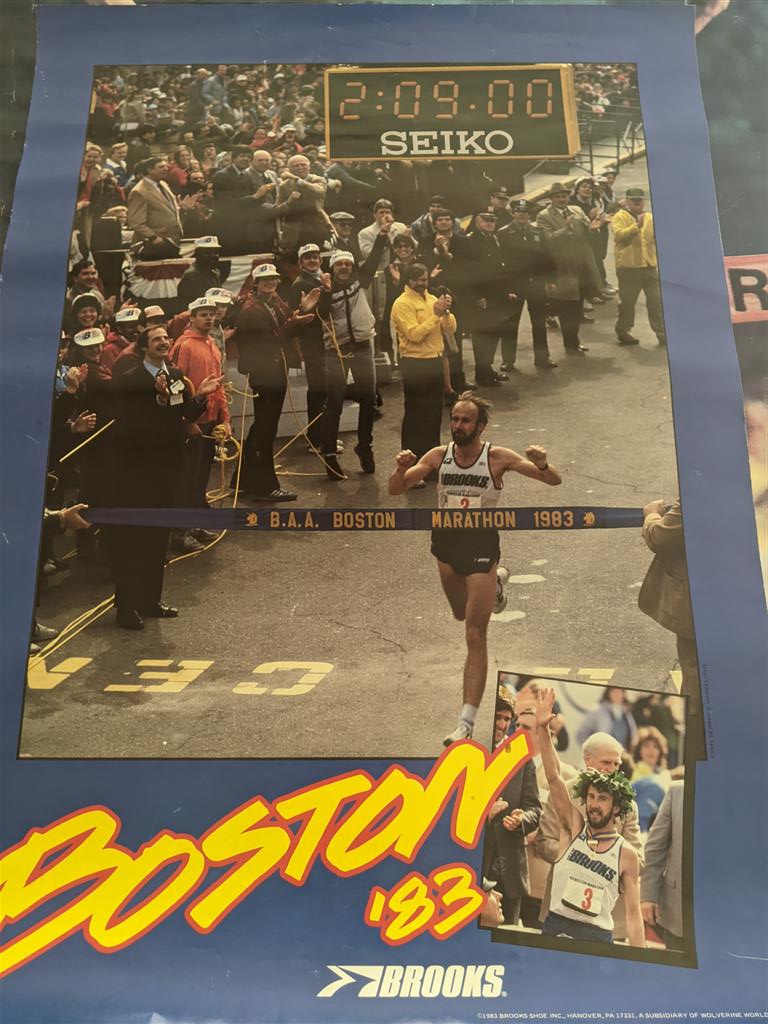 2:09.00
SEIKO
BROOKS
B.A.A. BOSTON MARATHON 1983
BOSTON
'83
BROOKS
3
BROOKS®
©1983 BROOKS SHOE INC., HANOVER, PA 17331, A SUBSIDIARY OF WOLVERINE WORLD
R